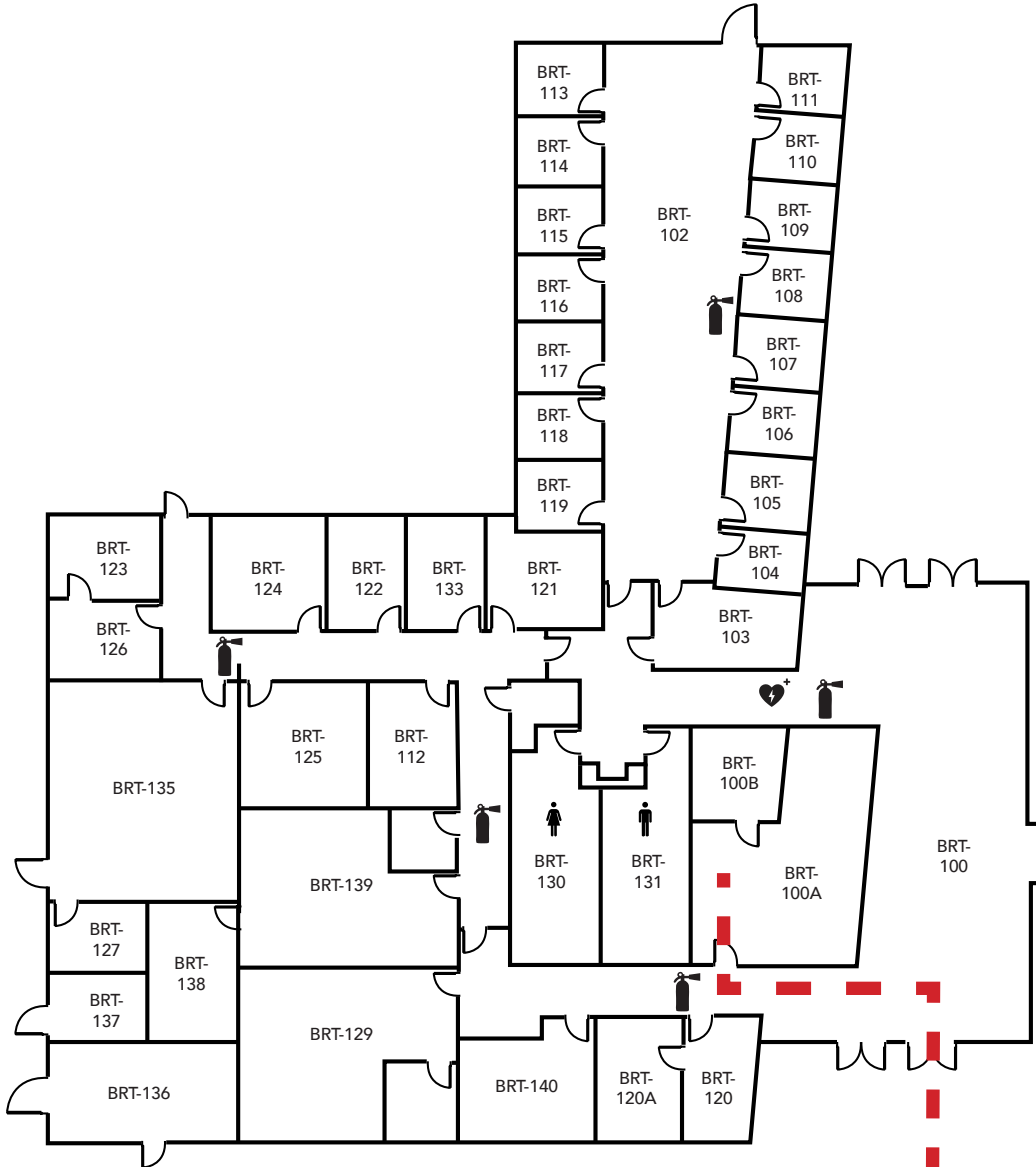 BRT-
113
BRT-
111
BRT-
114
BRT-
110
BRT-
115
BRT-
102
BRT-
109
BRT-
116
BRT-
108
BRT-
117
BRT-
107
BRT-
118
BRT-
106
BRT-
119
BRT-
105
BRT-
123
BRT-
124
BRT-
122
BRT-
133
BRT-
121
BRT-
104
BRT-
126
BRT-
103
BRT-135
BRT-
125
BRT-
112
BRT-
100B
BRT-139
BRT-
130
BRT-
131
BRT-
100A
BRT-
100
BRT-
127
BRT-
138
BRT-
137
BRT-129
BRT-136
BRT-140
BRT-
120A
BRT-
120